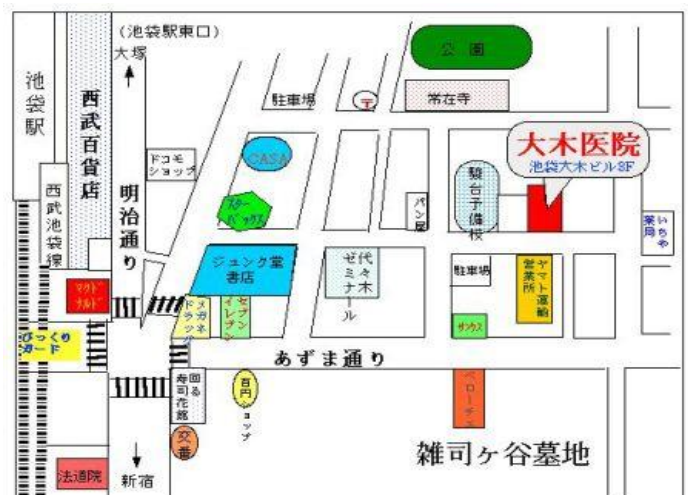 (池袋駅東口)
大塚
公園
池袋駅
西武百貨店
駐車場
〒
常在寺
大木医院
池袋大木ビル8F
ドコモ
ショップ
CASA
駿台予備校
西武池袋線
明治通り
スター
バックス
パン屋
いちや
薬局
ジュンク堂
書店
代々木
ゼミナール
駐車場
ヤマト運輸
営業所
マクド
ナルド
メガネ
ドラッグ
セブン
イレブン
サンクス
びっくり
ガード
あずま通り
回る
寿司花館
百円ショップ
ベローチェ
交番
雑司ヶ谷墓地
法道院
新宿